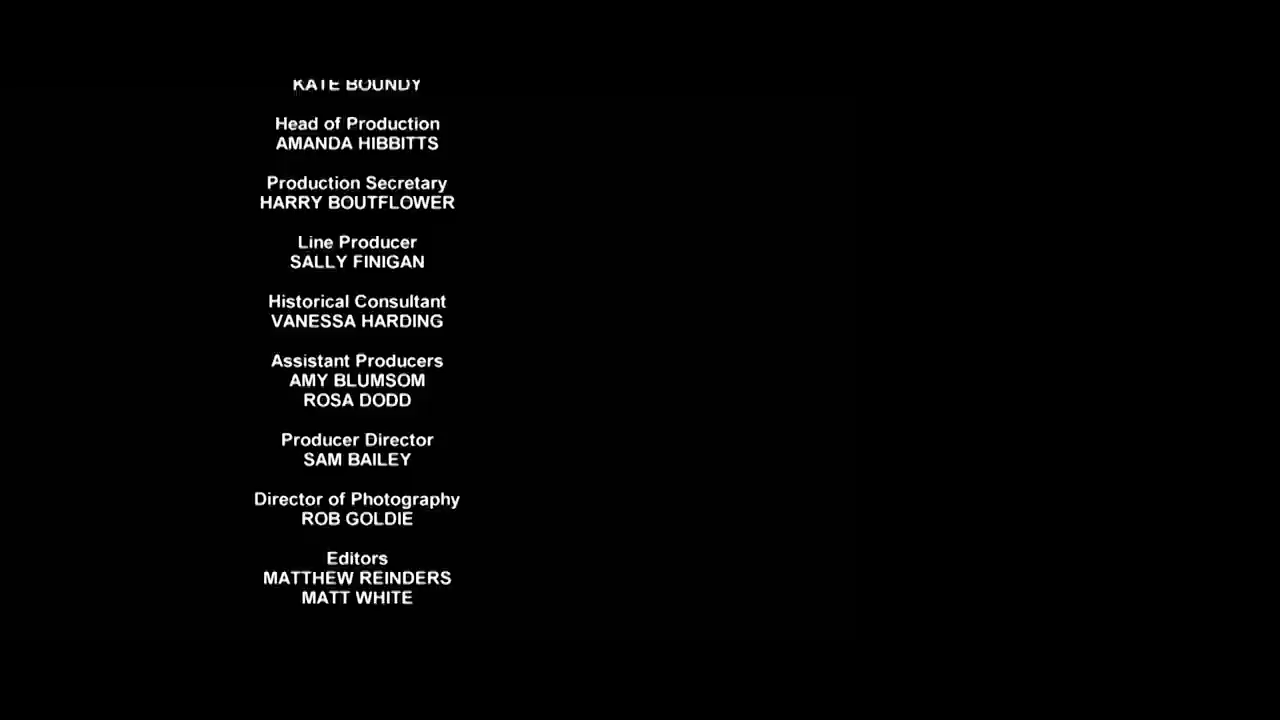 KATE BOUNDY
Head of Production
AMANDA HIBBITTS
Production Secretary
HARRY BOUTFLOWER
Line Producer
SALLY FINIGAN
Historical Consultant
VANESSA HARDING
Assistant Producers
AMY BLUMSOM
ROSA DODD
Producer Director
SAM BAILEY
Director of Photography
ROB GOLDIE
Editors
MATTHEW REINDERS
MATT WHITE